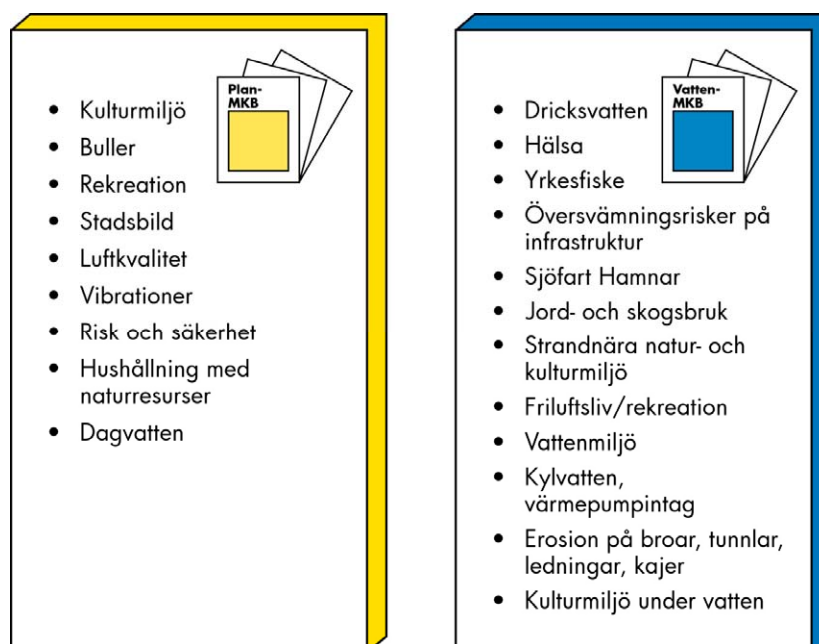 Plan-
MKB
• Kulturmiljö
• Buller
• Rekreation
• Stadsbild
• Luftkvalitet
• Vibrationer
• Risk och säkerhet
• Hushållning med
naturresurser
• Dagvatten
Vatten-
MKB
• Dricksvatten
• Hälsa
• Yrkesfiske
• Översvämningsrisker på
infrastruktur
• Sjöfart Hamnar
• Jord- och skogsbruk
• Strandnära natur- och
kulturmiljö
• Friluftsliv/rekreation
• Vattenmiljö
• Kylvatten,
värmepumpintag
• Erosion på broar, tunnlar,
ledningar, kajer
• Kulturmiljö under vatten